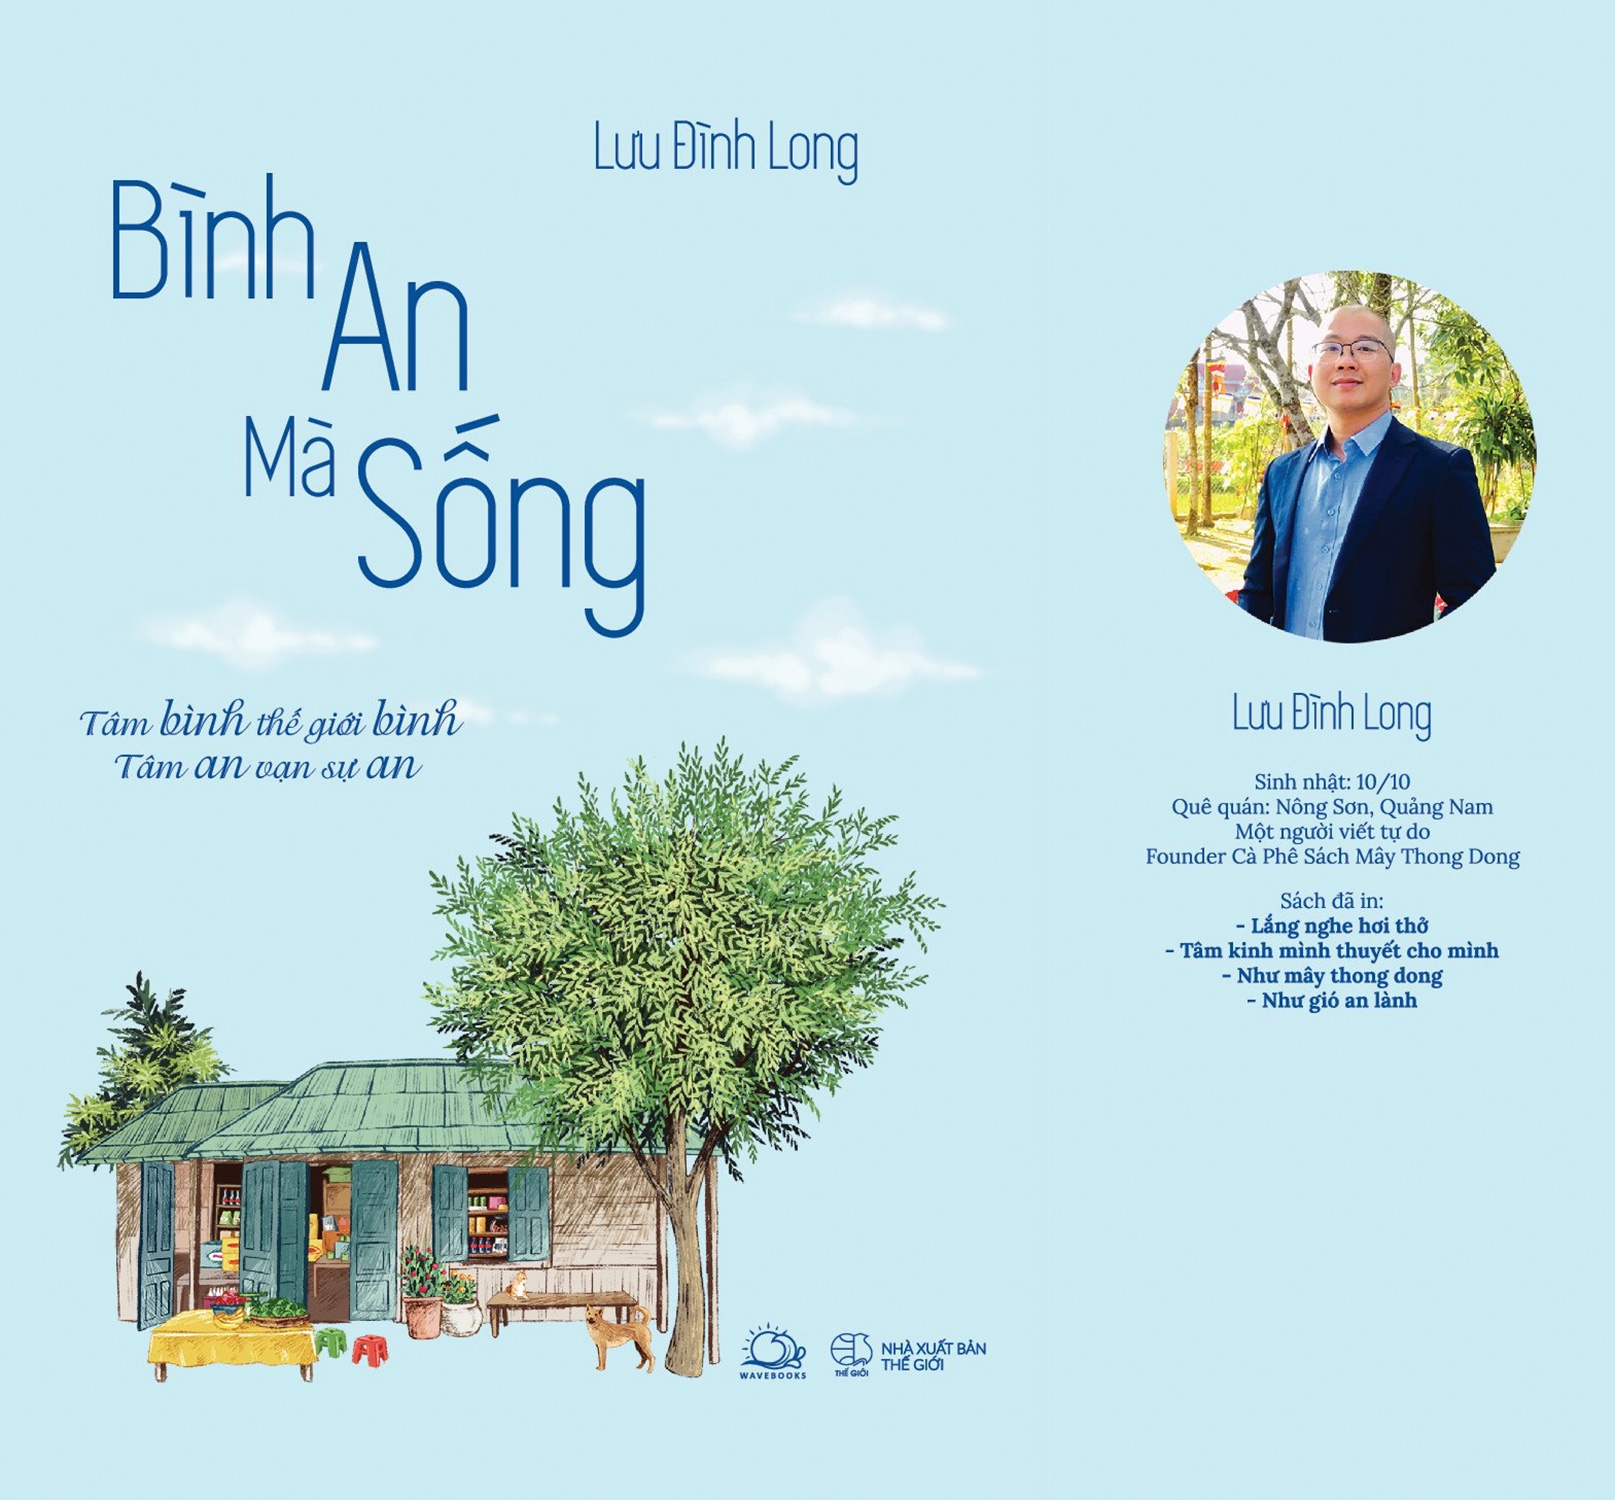 Lưu Đình Long
Bình
An
Mà Sống
Tâm bình thế giới bình
Tâm an vạn sự an
WAVEBOOKS
THẾ GIỚI
NHÀ XUẤT BẢN
THẾ GIỚI
Lưu Đình Long
Sinh nhật: 10/10
Quê quán: Nông Sơn, Quảng Nam
Một người viết tự do
Founder Cà Phê Sách Mây Thong Dong
Sách đã in:
- Lắng nghe hơi thở
- Tâm kinh mình thuyết cho mình
- Như mây thong dong
- Như gió an lành